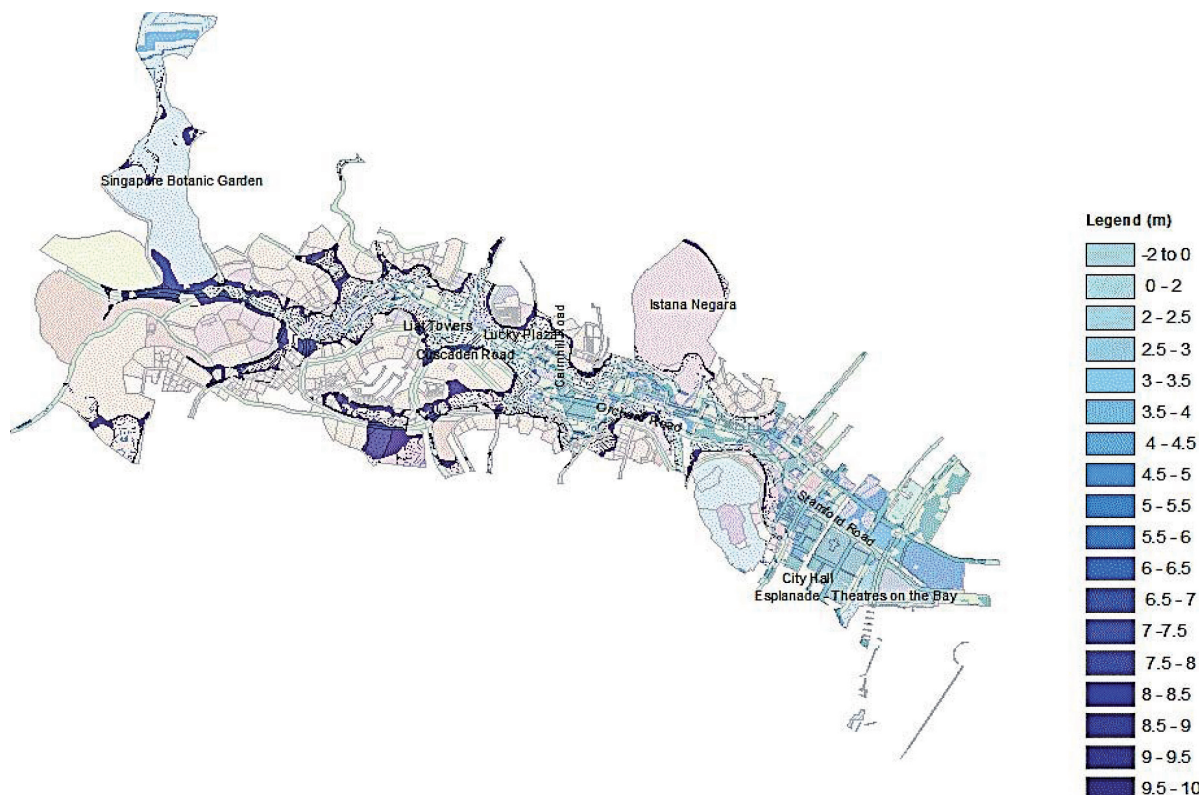 Singapore Botanic Garden
Istana Negara
Liat Towers
Lucky Plaza
Cuscaden Road
Cairnhill Road
Orchard Road
Stamford Road
City Hall
Esplanade - Theatres on the Bay
Legend (m)
-2 to 0
0 - 2
2 - 2.5
2.5 - 3
3 - 3.5
3.5 - 4
4 - 4.5
4.5 - 5
5 - 5.5
5.5 - 6
6 - 6.5
6.5 - 7
7 - 7.5
7.5 - 8
8 - 8.5
8.5 - 9
9 - 9.5
9.5 - 10